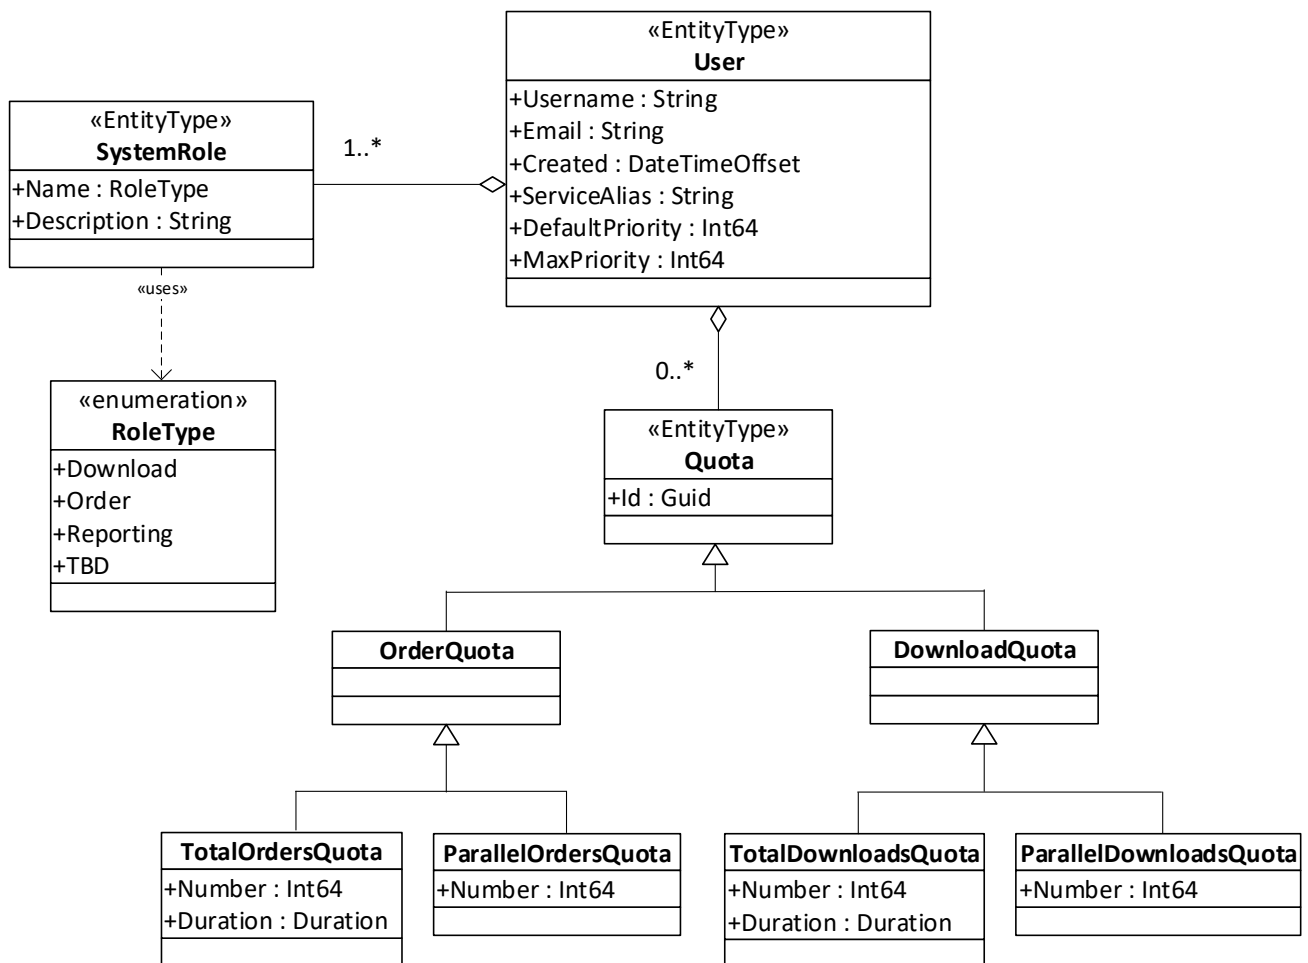 «EntityType»
User
+Username : String
+Email : String
+Created : DateTimeOffset
+ServiceAlias : String
+DefaultPriority : Int64
+MaxPriority : Int64
«EntityType»
SystemRole
+Name : RoleType
+Description : String
1..*
«uses»
«enumeration»
RoleType
+Download
+Order
+Reporting
+TBD
0..*
«EntityType»
Quota
+Id : Guid
OrderQuota
DownloadQuota
TotalOrdersQuota
+Number : Int64
+Duration : Duration
ParallelOrdersQuota
+Number : Int64
TotalDownloadsQuota
+Number : Int64
+Duration : Duration
ParallelDownloadsQuota
+Number : Int64